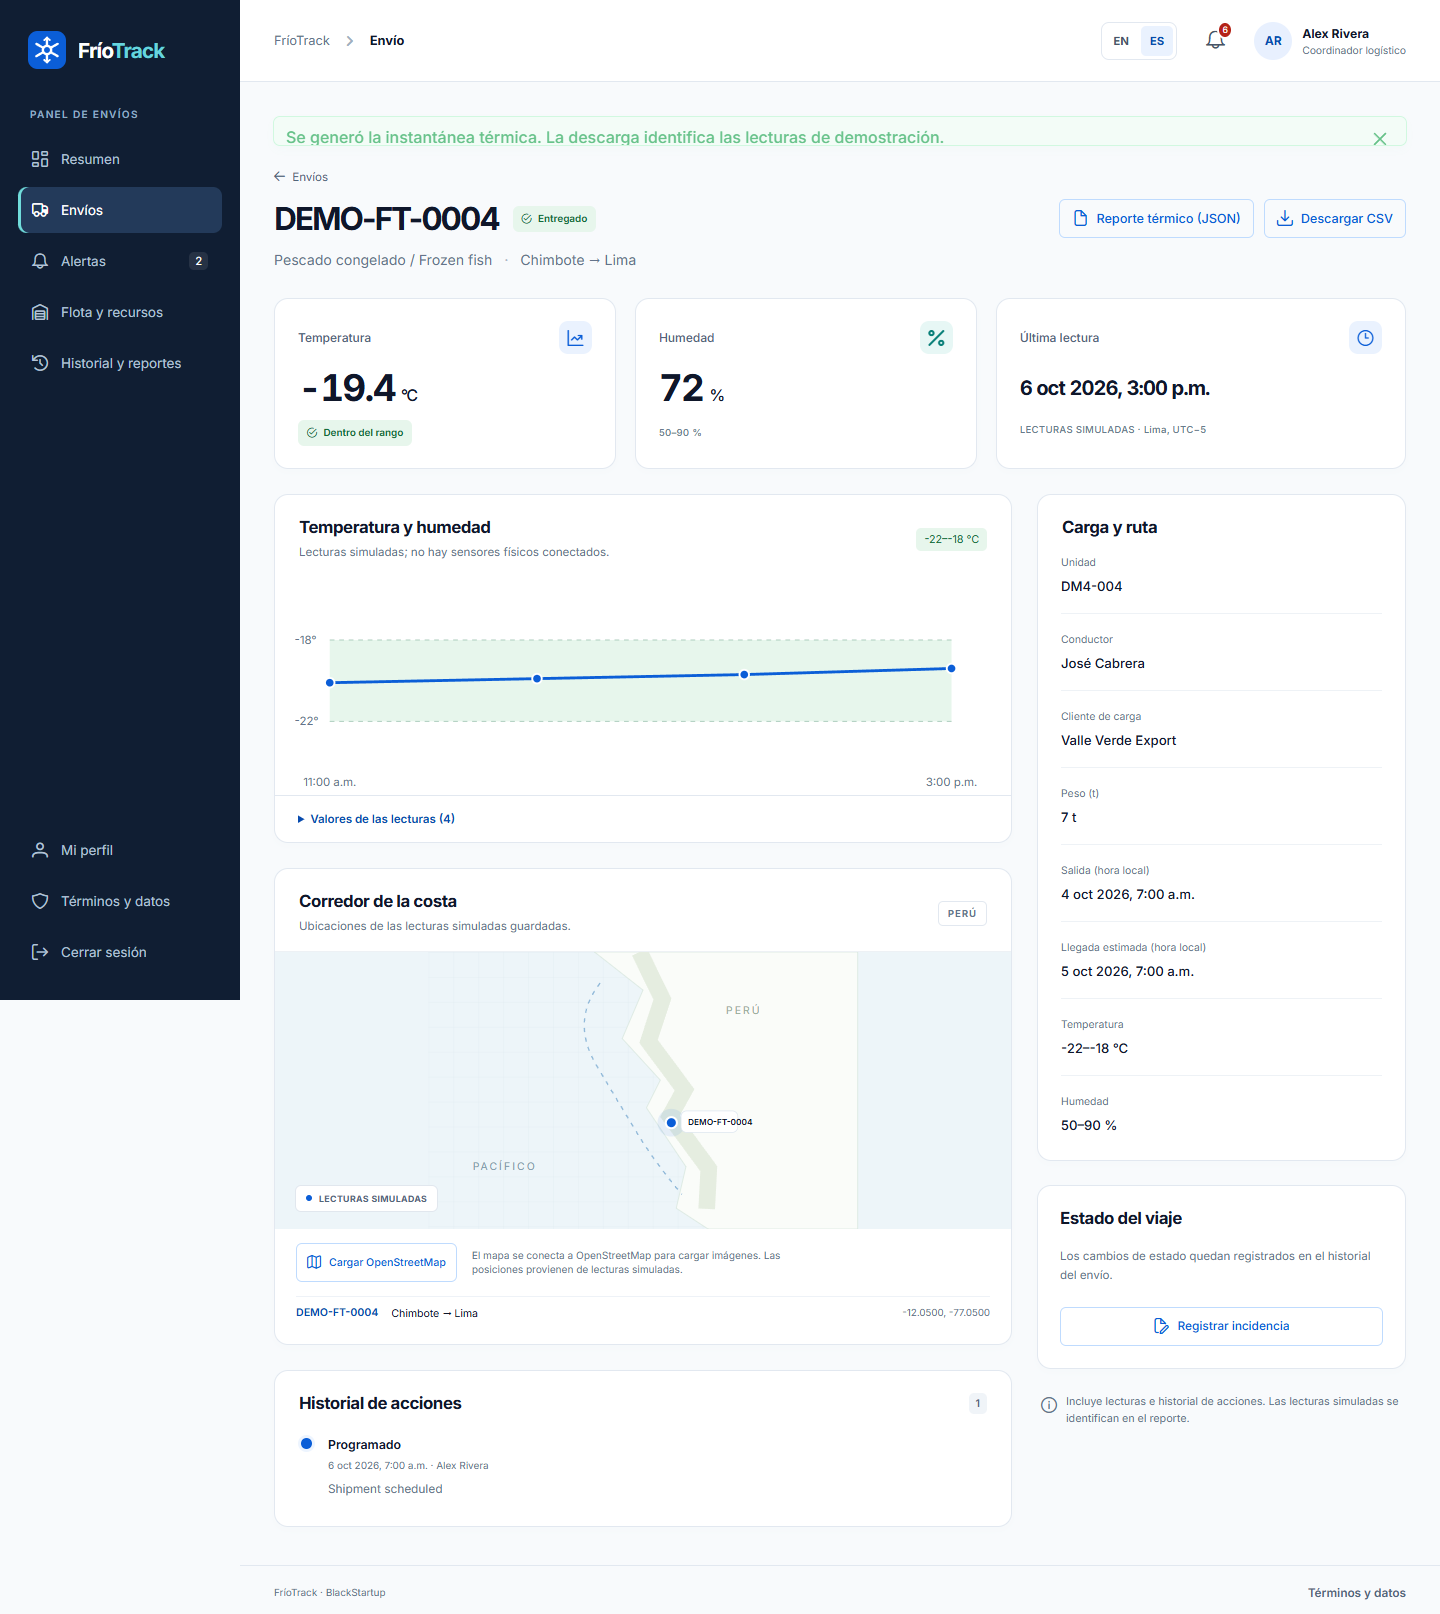 FríoTrack
PANEL DE ENVÍOS
Resumen
Envíos
Alertas 2
Flota y recursos
Historial y reportes
Mi perfil
Términos y datos
Cerrar sesión
FríoTrack Envío
EN ES
6
AR
Alex Rivera
Coordinador logístico
Se generó la instantánea térmica. La descarga identifica las lecturas de demostración.
← Envíos
DEMO-FT-0004 Entregado
Reporte térmico (JSON)
Descargar CSV
Pescado congelado / Frozen fish · Chimbote → Lima
Temperatura
-19.4 °C
Dentro del rango
Humedad
72 %
50–90 %
Última lectura
6 oct 2026, 3:00 p.m.
LECTURAS SIMULADAS · Lima, UTC−5
Temperatura y humedad
Lecturas simuladas; no hay sensores físicos conectados.
-22–-18 °C
-18°
-22°
11:00 a.m. 3:00 p.m.
Valores de las lecturas (4)
Corredor de la costa
Ubicaciones de las lecturas simuladas guardadas.
PERÚ
PERÚ
DEMO-FT-0004
PACÍFICO
LECTURAS SIMULADAS
Cargar OpenStreetMap
El mapa se conecta a OpenStreetMap para cargar imágenes. Las
posiciones provienen de lecturas simuladas.
DEMO-FT-0004 Chimbote → Lima -12.0500, -77.0500
Historial de acciones 1
Programado
6 oct 2026, 7:00 a.m. · Alex Rivera
Shipment scheduled
Carga y ruta
Unidad
DM4-004
Conductor
José Cabrera
Cliente de carga
Valle Verde Export
Peso (t)
7 t
Salida (hora local)
4 oct 2026, 7:00 a.m.
Llegada estimada (hora local)
5 oct 2026, 7:00 a.m.
Temperatura
-22–-18 °C
Humedad
50–90 %
Estado del viaje
Los cambios de estado quedan registrados en el historial
del envío.
Registrar incidencia
Incluye lecturas e historial de acciones. Las lecturas simuladas se
identifican en el reporte.
FríoTrack · BlackStartup
Términos y datos